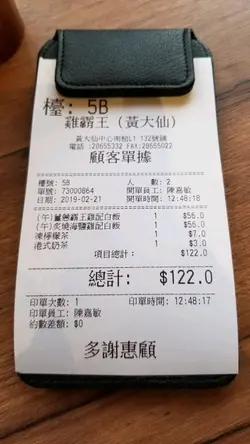 檯: 5B
雞霸王 (黃大仙)
黃大仙中心南館L1 132號舖
電話 :20655332 FAX:20655022
顧客單據
檯號: 5B 人 數: 2
單號: 73000864 開單員工: 陳嘉敏
日期: 2019-02-21 開單時間: 12:48:18
(午)薑蔥霸王雞配白飯 1 $56.0
(午)炙燒海鹽雞配白飯 1 $56.0
凍檸檬茶 1 $7.0
港式奶茶 1 $3.0
項目總計: $122.0
總計: $122.0
印單次數: 1 印單時間: 12:48:17
印單員工: 陳嘉敏
約數差額: $0
多謝惠顧